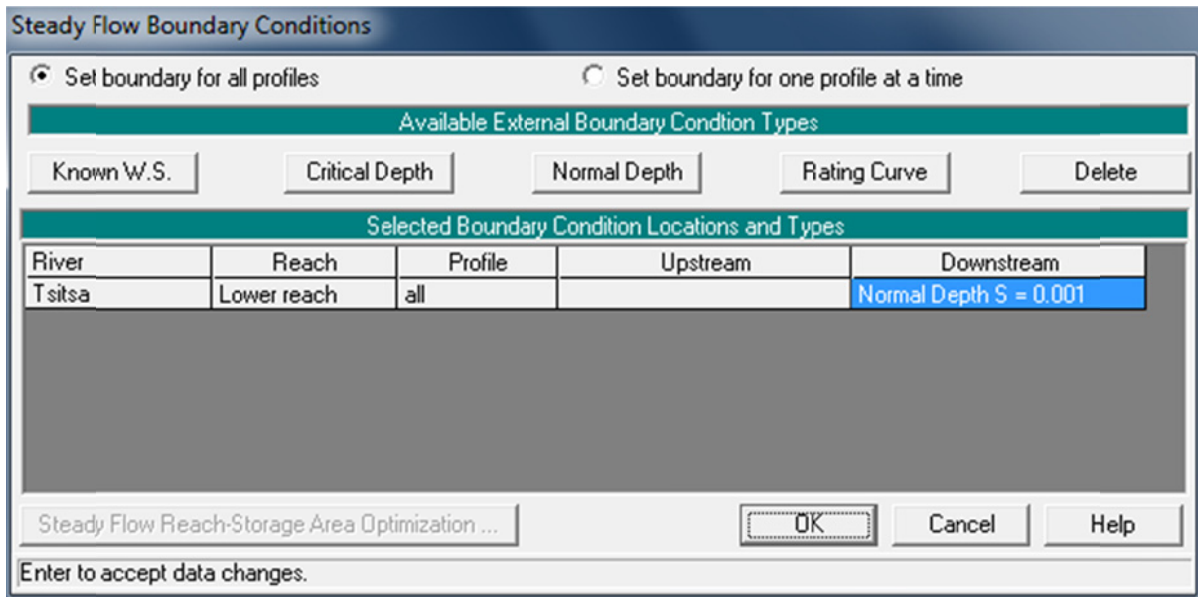 Steady Flow Boundary Conditions
Set boundary for all profiles Set boundary for one profile at a time
Available External Boundary Condtion Types
Known W.S. Critical Depth Normal Depth Rating Curve Delete
Selected Boundary Condition Locations and Types
River Reach Profile Upstream Downstream
Tsitsa Lower reach all Normal Depth S = 0.001
Steady Flow Reach-Storage Area Optimization ... OK Cancel Help
Enter to accept data changes.